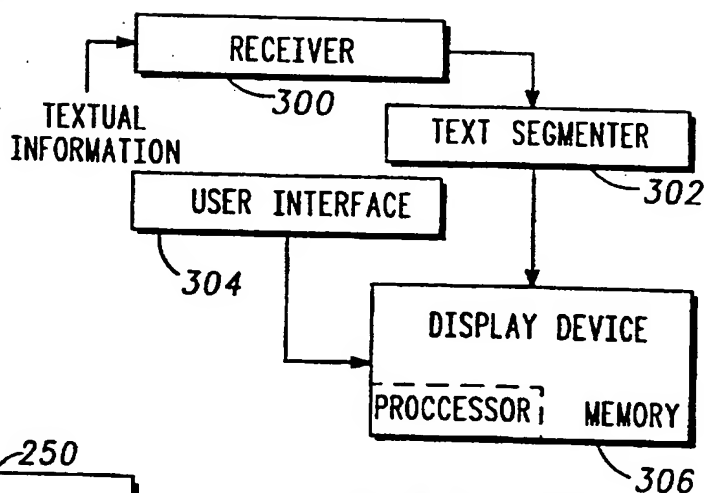 RECEIVER
300
TEXTUAL
INFORMATION
TEXT SEGMENTER
302
USER INTERFACE
304
DISPLAY DEVICE
PROCCESSOR MEMORY
306
250